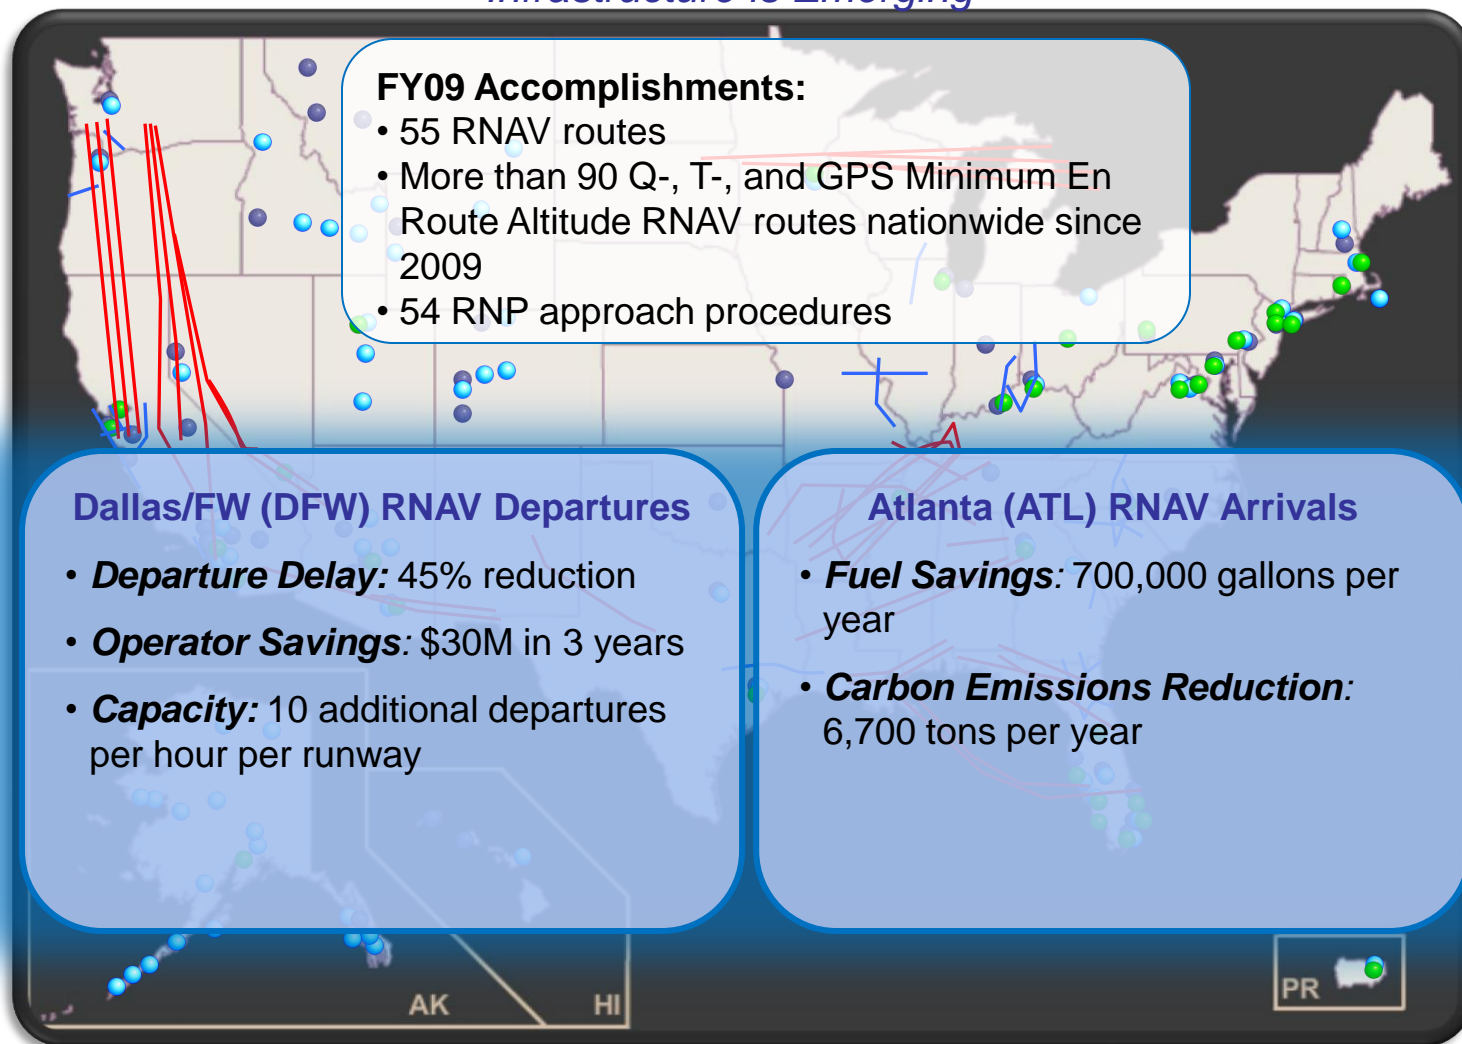 Infrastructure is Emerging
FY09 Accomplishments:
• 55 RNAV routes
• More than 90 Q-, T-, and GPS Minimum En
Route Altitude RNAV routes nationwide since
2009
• 54 RNP approach procedures
Dallas/FW (DFW) RNAV Departures
• Departure Delay: 45% reduction
• Operator Savings: $30M in 3 years
• Capacity: 10 additional departures
per hour per runway
Atlanta (ATL) RNAV Arrivals
• Fuel Savings: 700,000 gallons per
year
• Carbon Emissions Reduction:
6,700 tons per year
AK
HI
PR